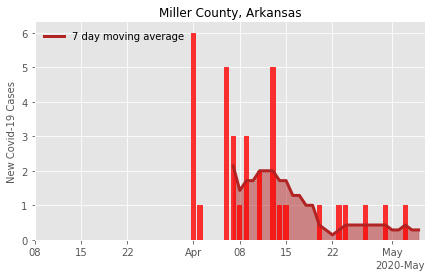 Miller County, Arkansas
7 day moving average
New Covid-19 Cases
6
5
4
3
2
1
0
08 15 22 Apr 08 15 22 May
2020-May